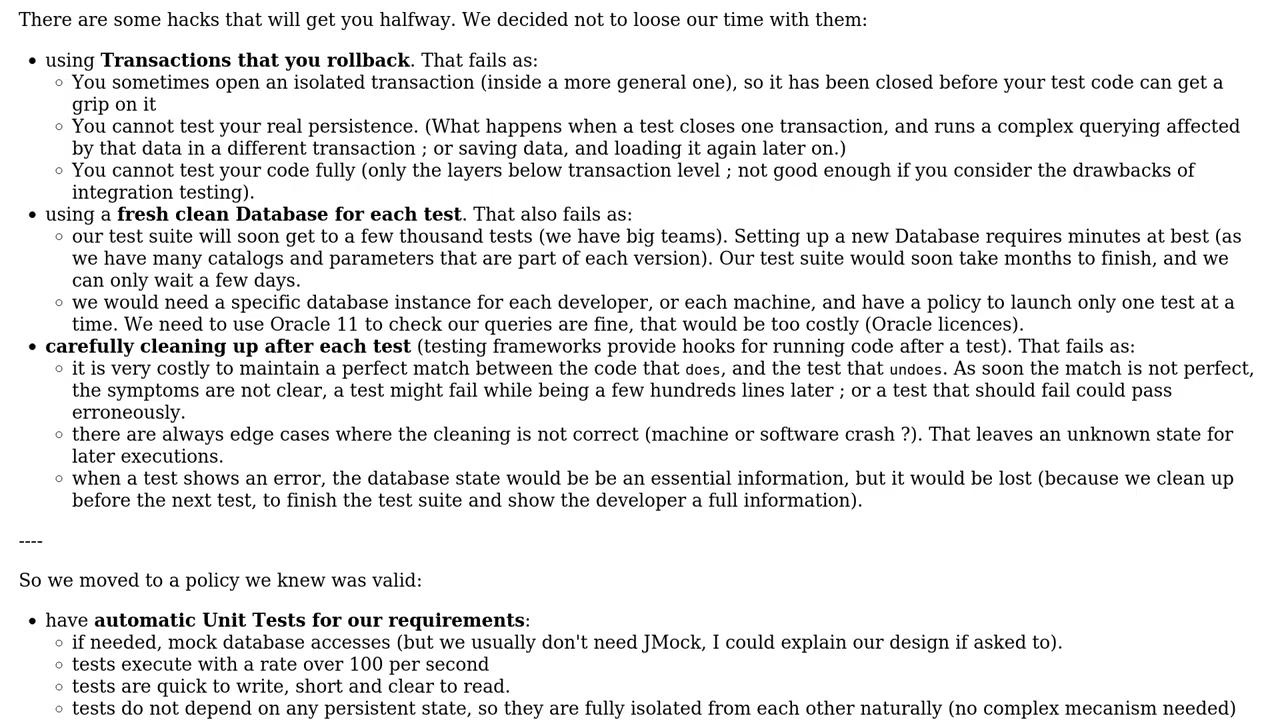 There are some hacks that will get you halfway. We decided not to loose our time with them:
• using Transactions that you rollback. That fails as:
◦ You sometimes open an isolated transaction (inside a more general one), so it has been closed before your test code can get a
grip on it
◦ You cannot test your real persistence. (What happens when a test closes one transaction, and runs a complex querying affected
by that data in a different transaction ; or saving data, and loading it again later on.)
◦ You cannot test your code fully (only the layers below transaction level ; not good enough if you consider the drawbacks of
integration testing).
• using a fresh clean Database for each test. That also fails as:
◦ our test suite will soon get to a few thousand tests (we have big teams). Setting up a new Database requires minutes at best (as
we have many catalogs and parameters that are part of each version). Our test suite would soon take months to finish, and we
can only wait a few days.
◦ we would need a specific database instance for each developer, or each machine, and have a policy to launch only one test at a
time. We need to use Oracle 11 to check our queries are fine, that would be too costly (Oracle licences).
• carefully cleaning up after each test (testing frameworks provide hooks for running code after a test). That fails as:
◦ it is very costly to maintain a perfect match between the code that does, and the test that undoes. As soon the match is not perfect,
the symptoms are not clear, a test might fail while being a few hundreds lines later ; or a test that should fail could pass
erroneously.
◦ there are always edge cases where the cleaning is not correct (machine or software crash ?). That leaves an unknown state for
later executions.
◦ when a test shows an error, the database state would be be an essential information, but it would be lost (because we clean up
before the next test, to finish the test suite and show the developer a full information).
----
So we moved to a policy we knew was valid:
• have automatic Unit Tests for our requirements:
◦ if needed, mock database accesses (but we usually don't need JMock, I could explain our design if asked to).
◦ tests execute with a rate over 100 per second
◦ tests are quick to write, short and clear to read.
◦ tests do not depend on any persistent state, so they are fully isolated from each other naturally (no complex mecanism needed)